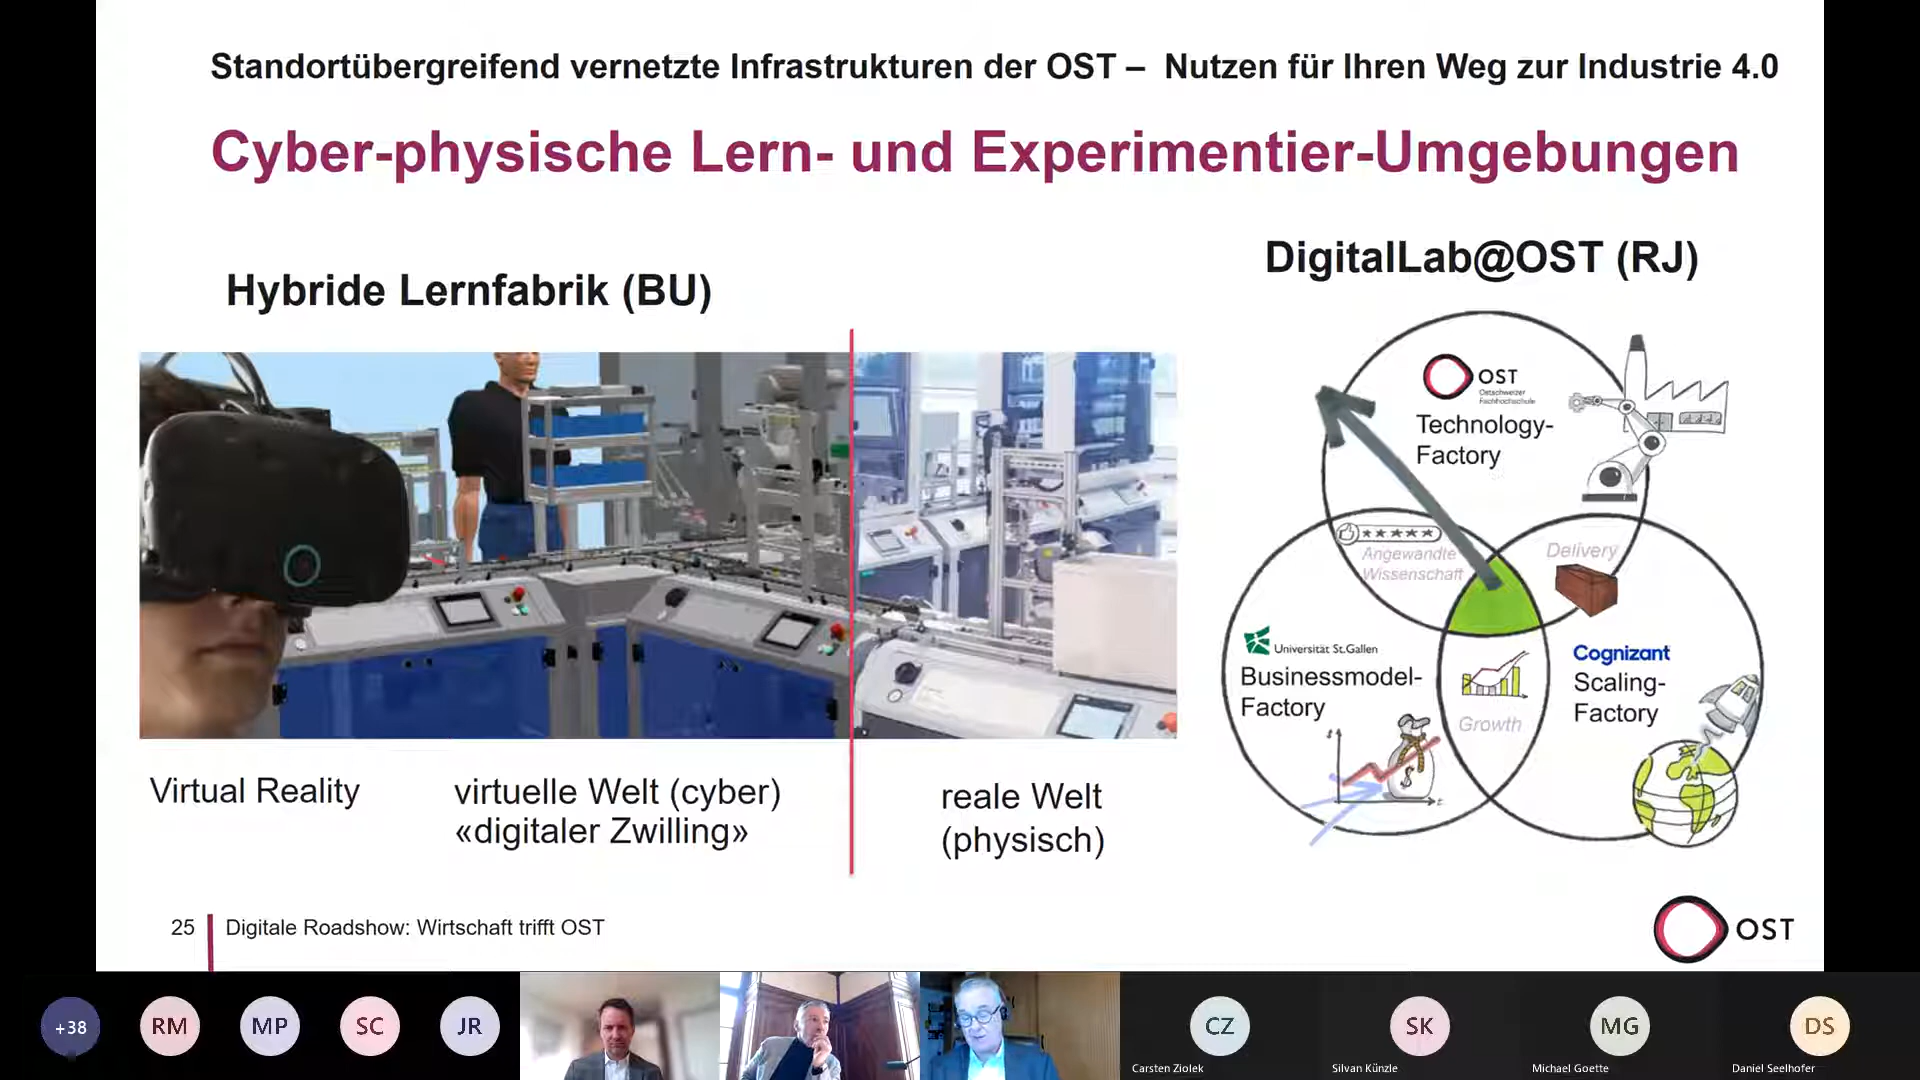 Standortübergreifend vernetzte Infrastrukturen der OST – Nutzen für Ihren Weg zur Industrie 4.0
Cyber-physische Lern- und Experimentier-Umgebungen
Hybride Lernfabrik (BU)
DigitalLab@OST (RJ)
OST
Ostschweizer
Fachhochschule
Technology-
Factory
Angewandte
Wissenschaft
Delivery
Universität St.Gallen
Businessmodel-
Factory
Cognizant
Scaling-
Factory
Growth
$
$
t
Virtual Reality
virtuelle Welt (cyber)
«digitaler Zwilling»
reale Welt
(physisch)
25
Digitale Roadshow: Wirtschaft trifft OST
OST
+38
RM
MP
SC
JR
CZ
Carsten Ziolek
SK
Silvan Künzle
MG
Michael Goette
DS
Daniel Seelhofer